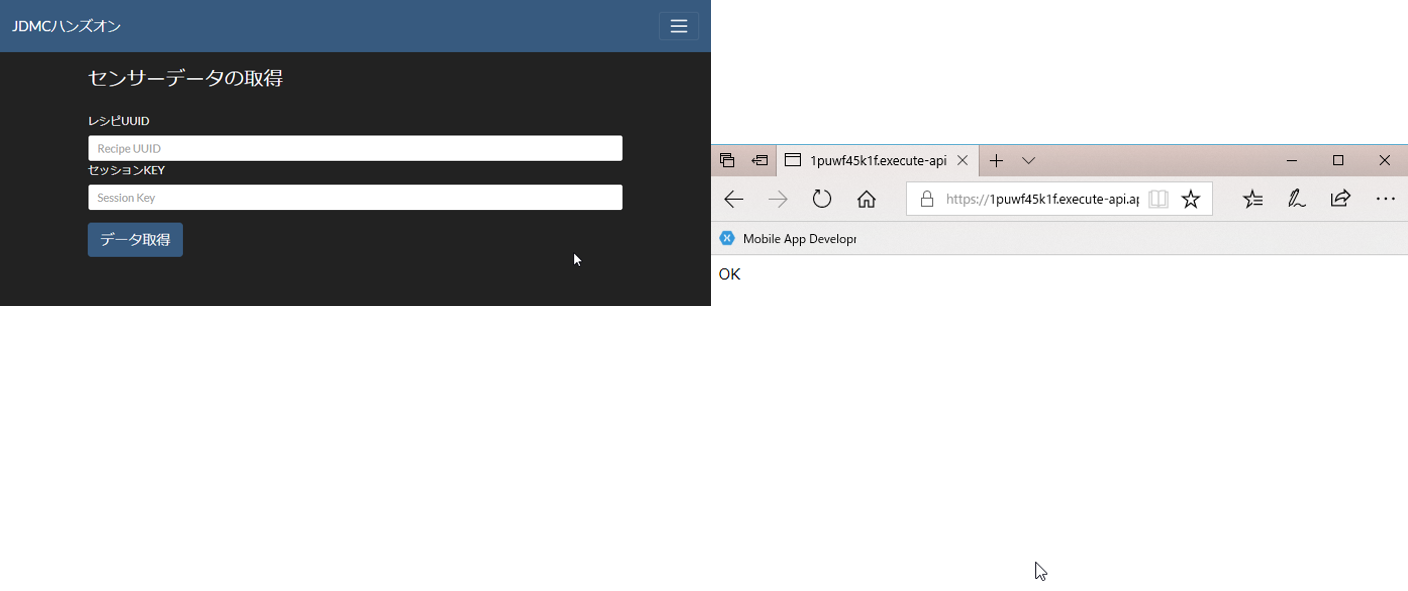 JDMCハンズオン
センサーデータの取得
レシピUUID
Recipe UUID
セッションKEY
Session Key
データ取得
1puwf45k1f.execute-api
https://1puwf45k1f.execute-api.ap
Mobile App Developr
OK